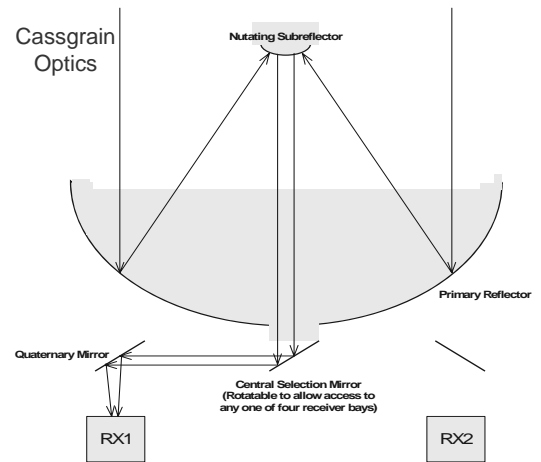 Cassgrain
Optics
Nutating Subreflector
Primary Reflector
Quaternary Mirror
Central Selection Mirror
(Rotatable to allow access to
any one of four receiver bays)
RX1
RX2